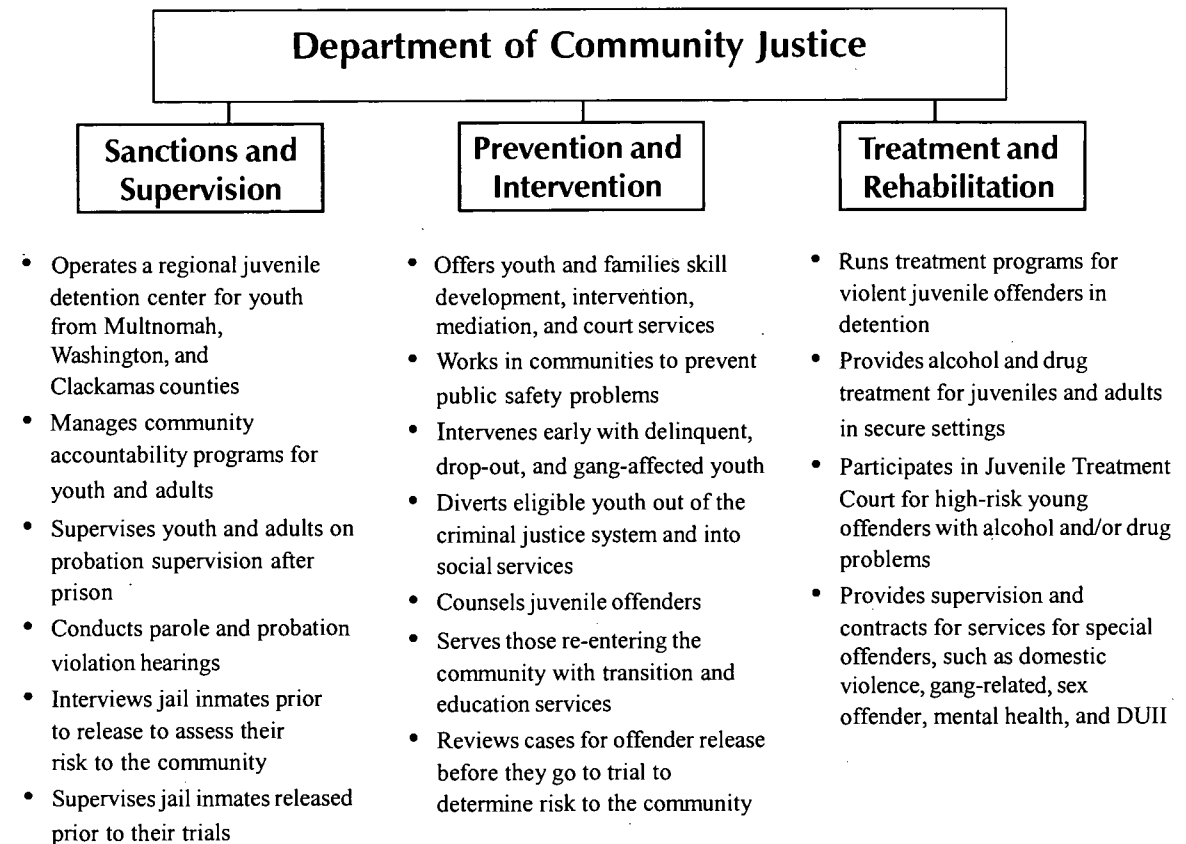 Department of Community Justice
Sanctions and
Supervision
• Operates a regional juvenile
detention center for youth
from Multnomah,
Washington, and
Clackamas counties
• Manages community
accountability programs for
youth and adults
• Supervises youth and adults on
probation supervision after
prison
• Conducts parole and probation
violation hearings
• Interviews jail inmates prior
to release to assess their
risk to the community
• Supervises jail inmates released
prior to their trials
Prevention and
Intervention
• Offers youth and families skill
development, intervention,
mediation, and court services
• Works in communities to prevent
public safety problems
• Intervenes early with delinquent,
drop-out, and gang-affected youth
• Diverts eligible youth out of the
criminal justice system and into
social services
• Counsels juvenile offenders
• Serves those re-entering the
community with transition and
education services
• Reviews cases for offender release
before they go to trial to
determine risk to the community
Treatment and
Rehabilitation
• Runs treatment programs for
violent juvenile offenders in
detention
• Provides alcohol and drug
treatment for juveniles and adults
in secure settings
• Participates in Juvenile Treatment
Court for high-risk young
offenders with alcohol and/or drug
problems
• Provides supervision and
contracts for services for special
offenders, such as domestic
violence, gang-related, sex
offender, mental health, and DUII